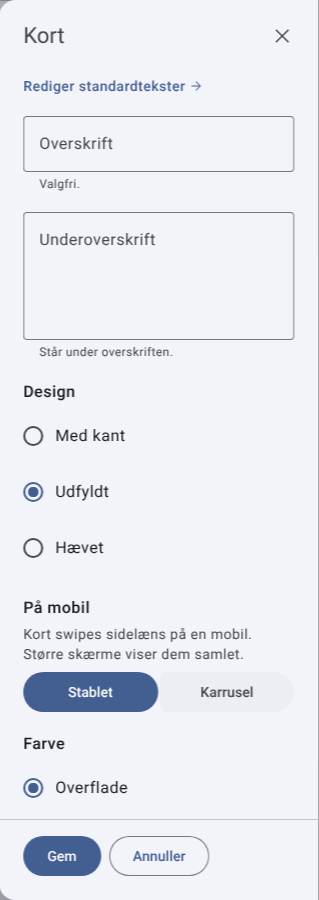 Kort
Rediger standardtekster →
Overskrift
Valgfri.
Underoverskrift
Står under overskriften.
Design
Med kant
Udfyldt
Hævet
På mobil
Kort swipes sidelæns på en mobil.
Større skærme viser dem samlet.
Stablet
Karrusel
Farve
Overflade
Gem
Annuller